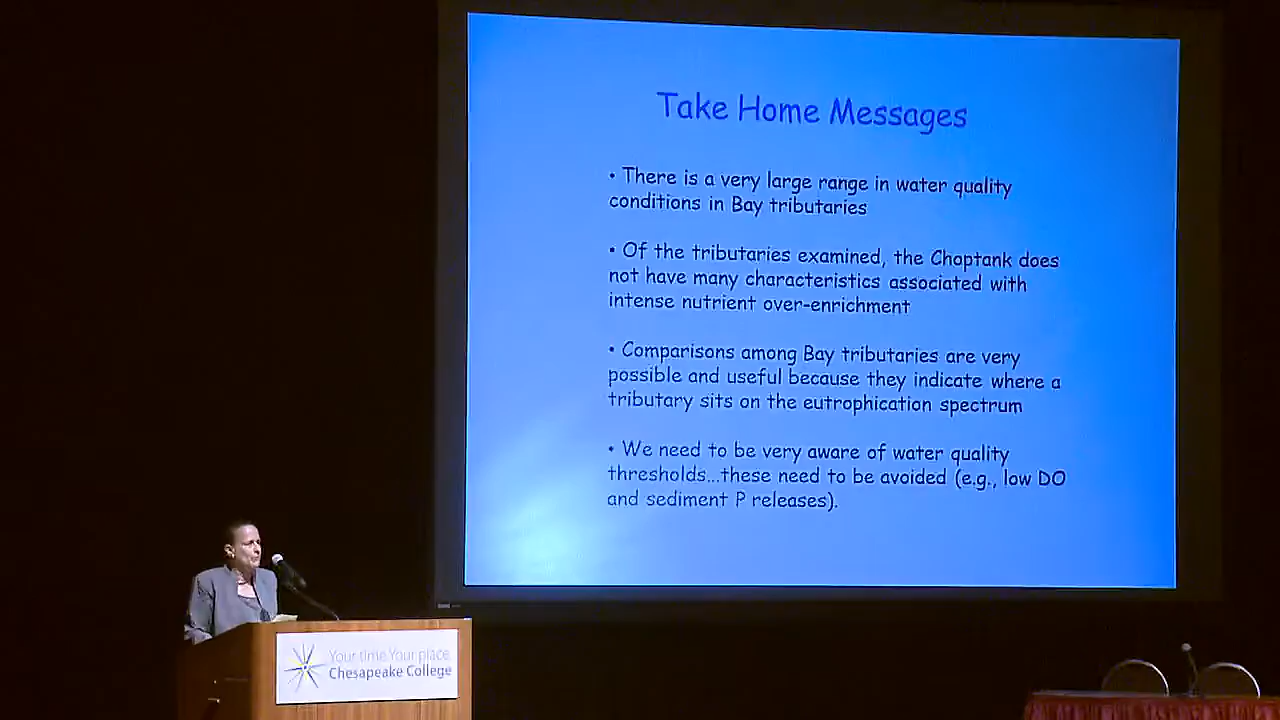 Take Home Messages
• There is a very large range in water quality
conditions in Bay tributaries
• Of the tributaries examined, the Choptank does
not have many characteristics associated with
intense nutrient over-enrichment
• Comparisons among Bay tributaries are very
possible and useful because they indicate where a
tributary sits on the eutrophication spectrum
• We need to be very aware of water quality
thresholds...these need to be avoided (e.g., low DO
and sediment P releases).
Your time Your place
Chesapeake College